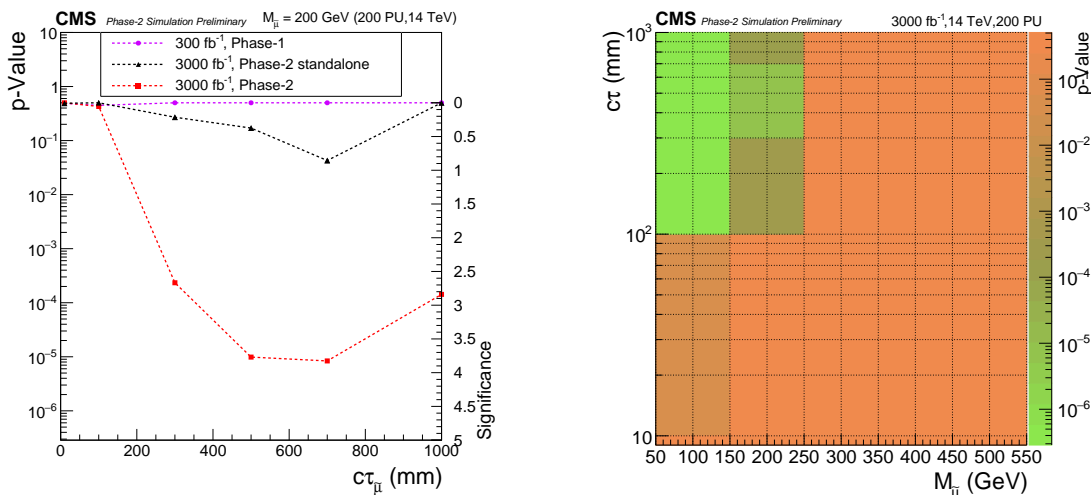 CMS Phase-2 Simulation Preliminary M_μ̃ = 200 GeV (200 PU,14 TeV)
p-Value
10
1
10⁻¹
10⁻²
10⁻³
10⁻⁴
10⁻⁵
10⁻⁶
300 fb⁻¹, Phase-1
3000 fb⁻¹, Phase-2 standalone
3000 fb⁻¹, Phase-2
0
0.5
1
1.5
2
2.5
3
3.5
4
4.5
5
Significance
0 200 400 600 800 1000
cτ_μ̃ (mm)
CMS Phase-2 Simulation Preliminary 3000 fb⁻¹,14 TeV,200 PU
cτ (mm)
10³
10²
10
50 100 150 200 250 300 350 400 450 500 550
M_μ̃ (GeV)
p-Value
10⁻¹
10⁻²
10⁻³
10⁻⁴
10⁻⁵
10⁻⁶